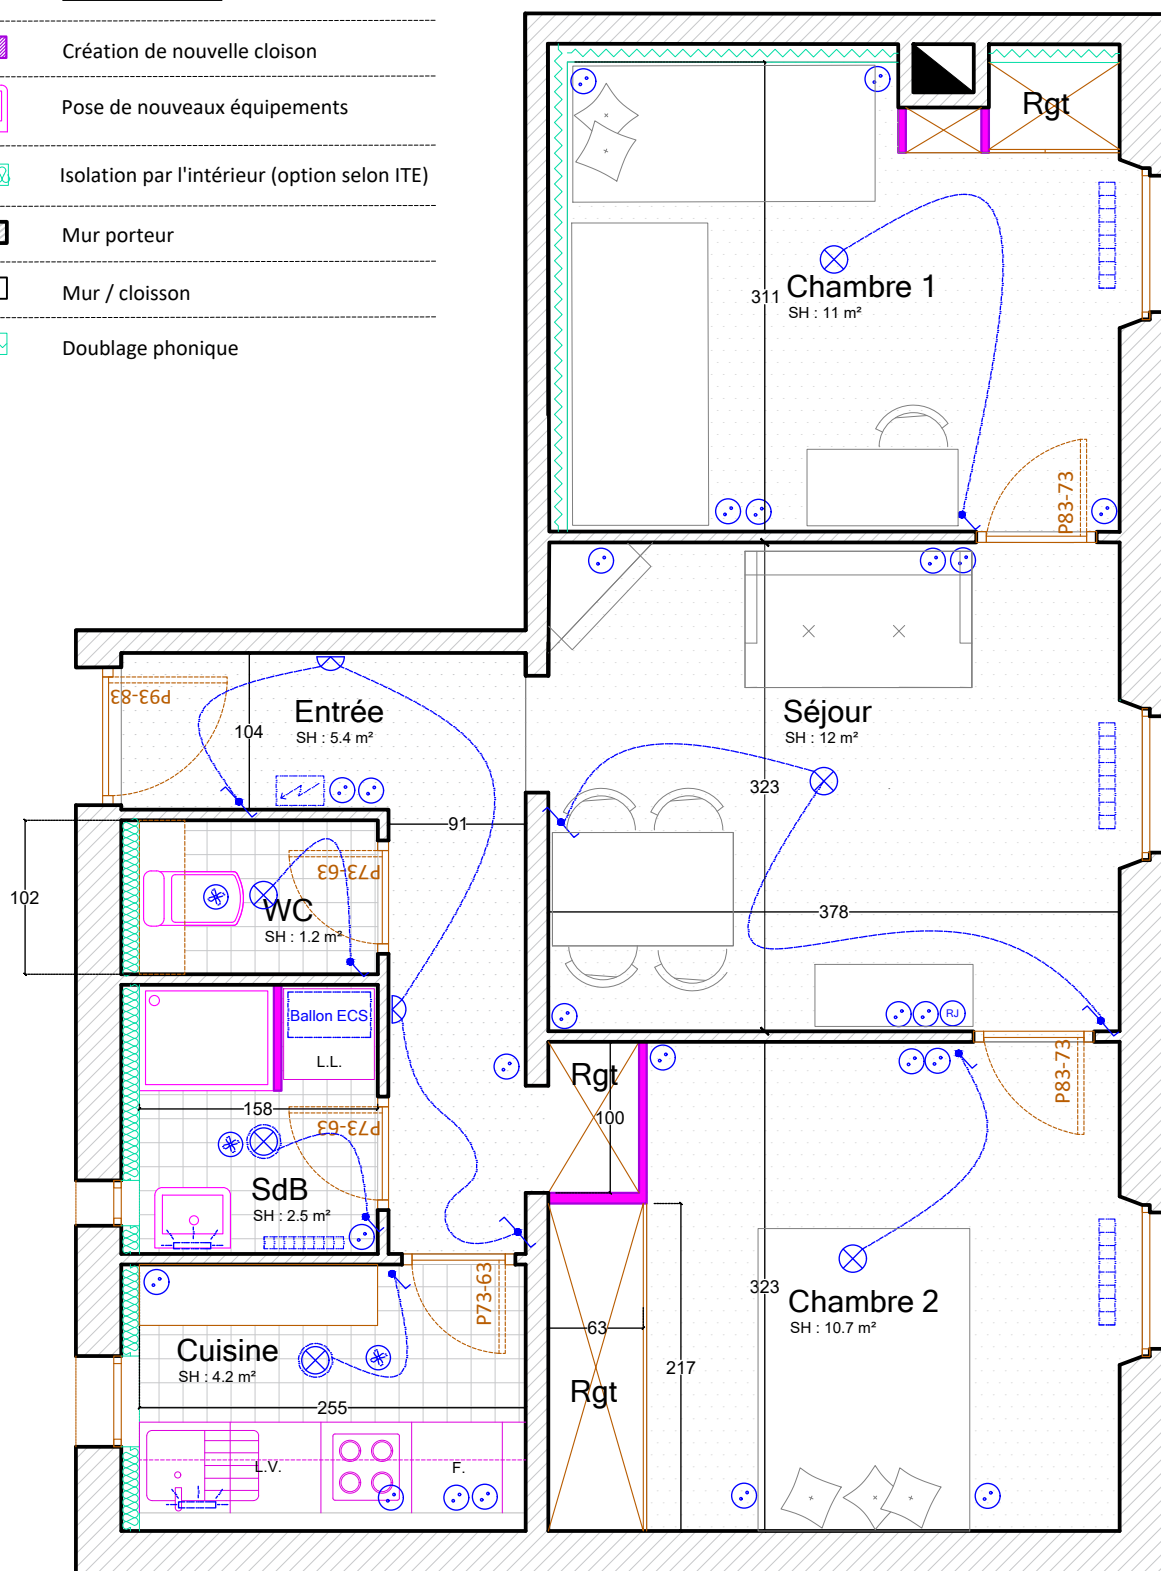 Création de nouvelle cloison
Pose de nouveaux équipements
Isolation par l'intérieur (option selon ITE)
Mur porteur
Mur / cloisson
Doublage phonique
Rgt
311
Chambre 1
SH : 11 m²
P83-73
P93-83
Entrée
SH : 5.4 m²
104
Séjour
SH : 12 m²
323
91
P73-63
102
WC
SH : 1.2 m²
378
Ballon ECS
L.L.
RJ
Rgt
100
P83-73
158
P73-63
SdB
SH : 2.5 m²
P73-63
323
Chambre 2
SH : 10.7 m²
63
217
Cuisine
SH : 4.2 m²
Rgt
255
L.V.
F.